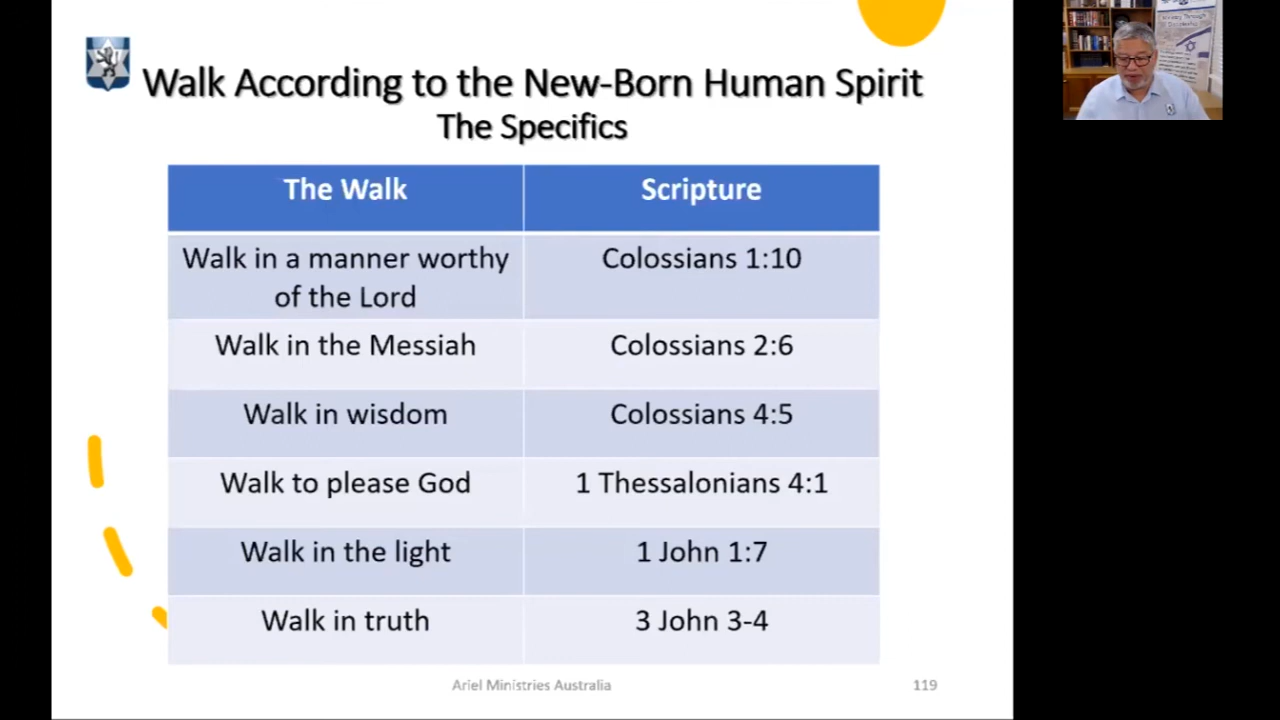 Walk According to the New-Born Human Spirit
The Specifics
The Walk
Scripture
Walk in a manner worthy
of the Lord
Colossians 1:10
Walk in the Messiah
Colossians 2:6
Walk in wisdom
Colossians 4:5
Walk to please God
1 Thessalonians 4:1
Walk in the light
1 John 1:7
Walk in truth
3 John 3-4
Ariel Ministries Australia
119